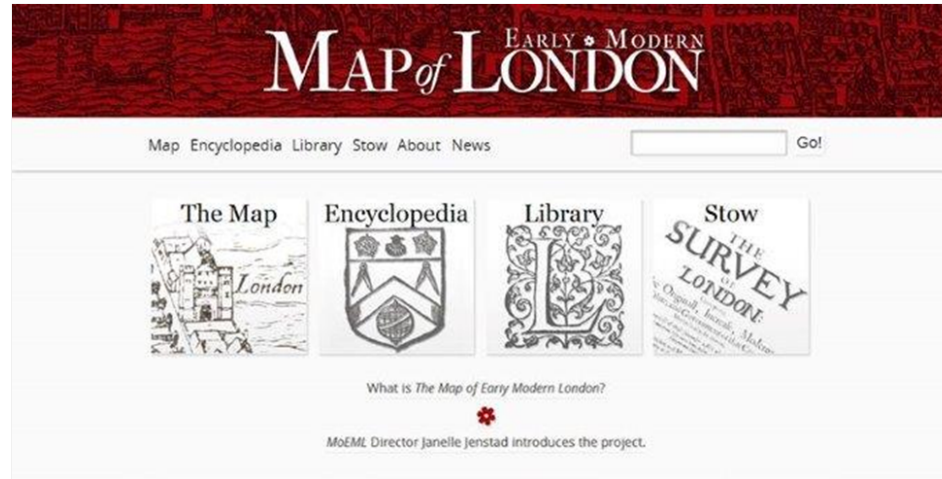 MAP of EARLY MODERN LONDON
Map Encyclopedia Library Stow About News
Go!
The Map
London
Encyclopedia
Library
L
Stow
THE
SURVEY
OF
LONDON:
What is The Map of Early Modern London?
MoEML Director Janelle Jenstad introduces the project.